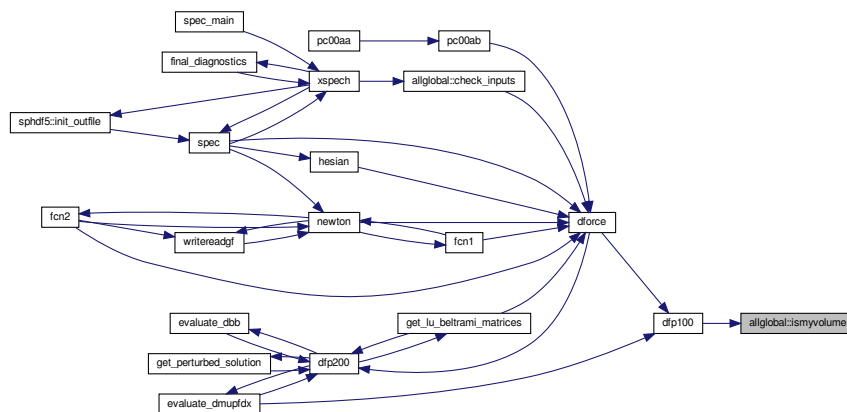 spec_main
pc00aa
pc00ab
final_diagnostics
xspech
allglobal::check_inputs
sphdf5::init_outfile
spec
hesian
fcn2
newton
dforce
writereadgf
fcn1
evaluate_dbb
get_lu_beltrami_matrices
dfp100
allglobal::ismyvolume
get_perturbed_solution
dfp200
evaluate_dmupfdx